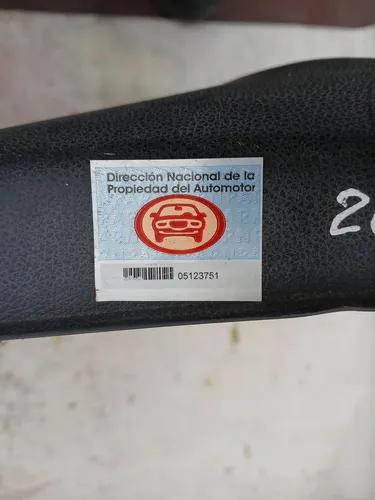 Dirección Nacional de la
Propiedad del Automotor
05123751